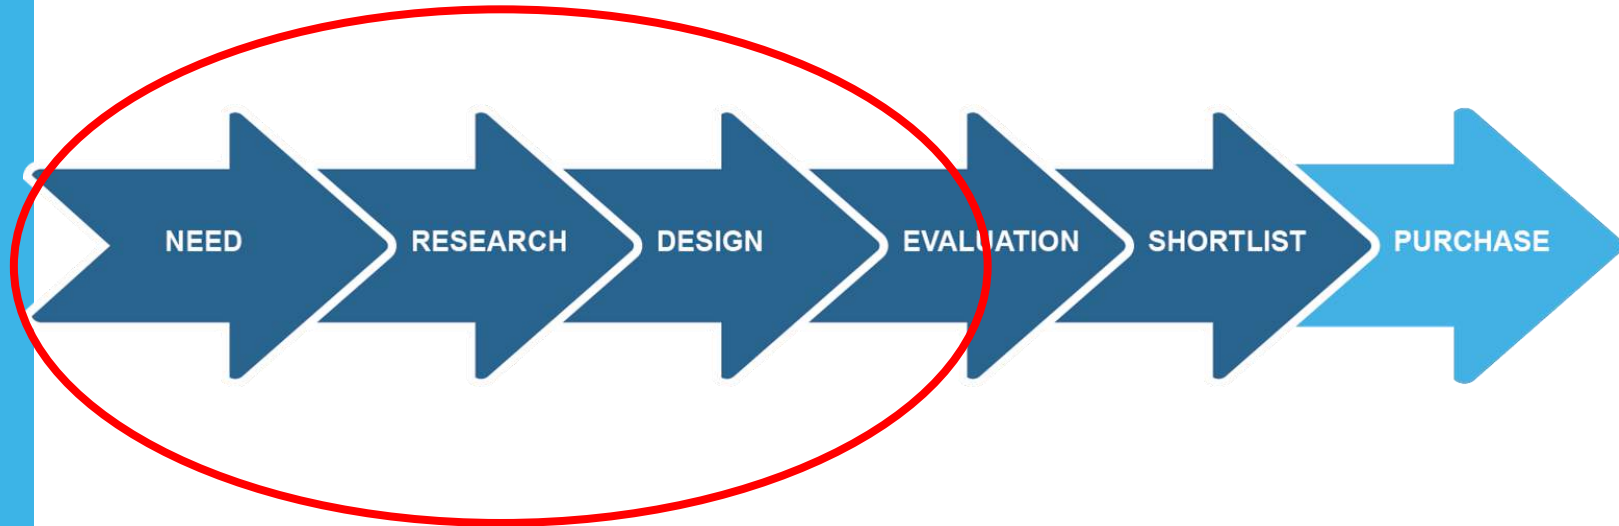 NEED
RESEARCH
DESIGN
EVALUATION
SHORTLIST
PURCHASE